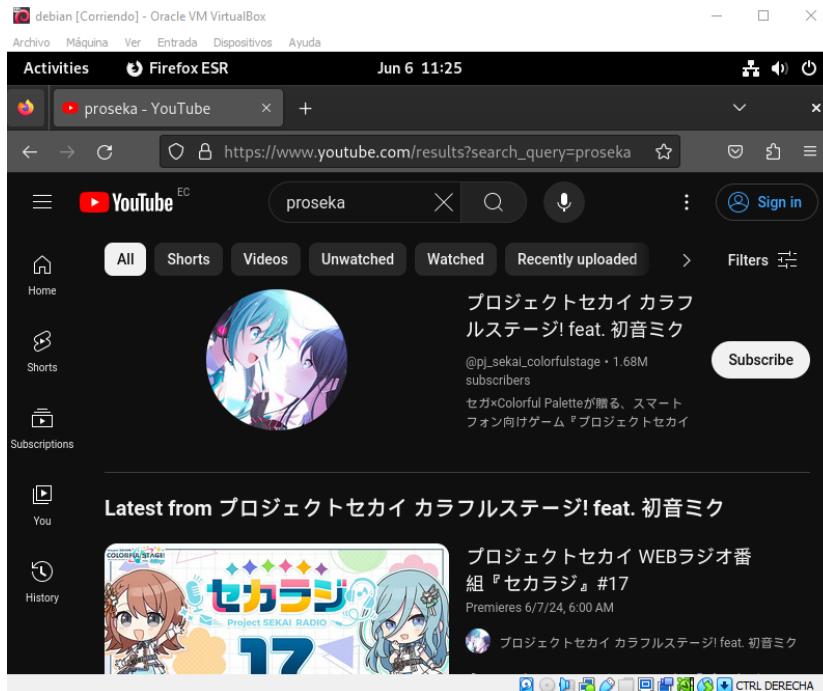 debian [Corriendo] - Oracle VM VirtualBox
Archivo Máquina Ver Entrada Dispositivos Ayuda
Activities Firefox ESR Jun 6 11:25
proseka - YouTube
https://www.youtube.com/results?search_query=proseka
YouTube EC proseka Sign in
All Shorts Videos Unwatched Watched Recently uploaded Filters
Home
Shorts
Subscriptions
You
History
プロジェクトセカイ カラフ
ルステージ! feat. 初音ミク
@pj_sekai_colorfulstage • 1.68M
subscribers
Subscribe
セガ×Colorful Paletteが贈る、スマート
フォン向けゲーム『プロジェクトセカイ
Latest from プロジェクトセカイ カラフルステージ! feat. 初音ミク
COLORFUL STAGE!
セカラジ
Project SEKAI RADIO
17
プロジェクトセカイ WEBラジオ番
組『セカラジ』#17
Premieres 6/7/24, 6:00 AM
プロジェクトセカイ カラフルステージ! feat. 初音ミク
CTRL DERECHA